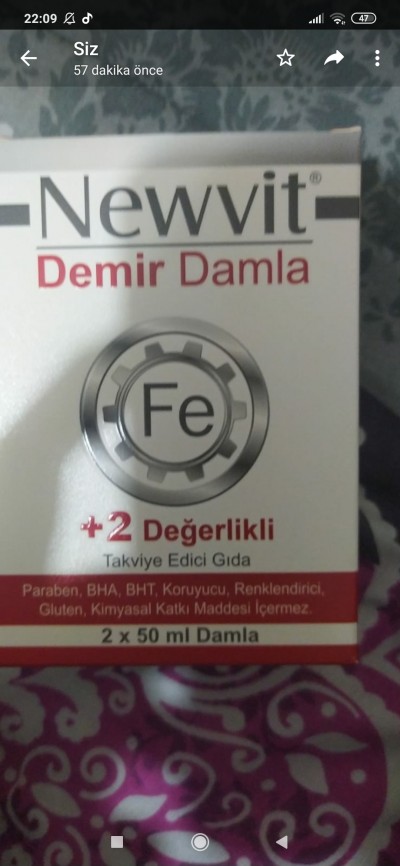 22:09
47
Siz
57 dakika önce
Newvit®
Demir Damla
Fe
+2 Değerlikli
Takviye Edici Gıda
Paraben, BHA, BHT, Koruyucu, Renklendirici,
Gluten, Kimyasal Katkı Maddesi İçermez.
2 x 50 ml Damla